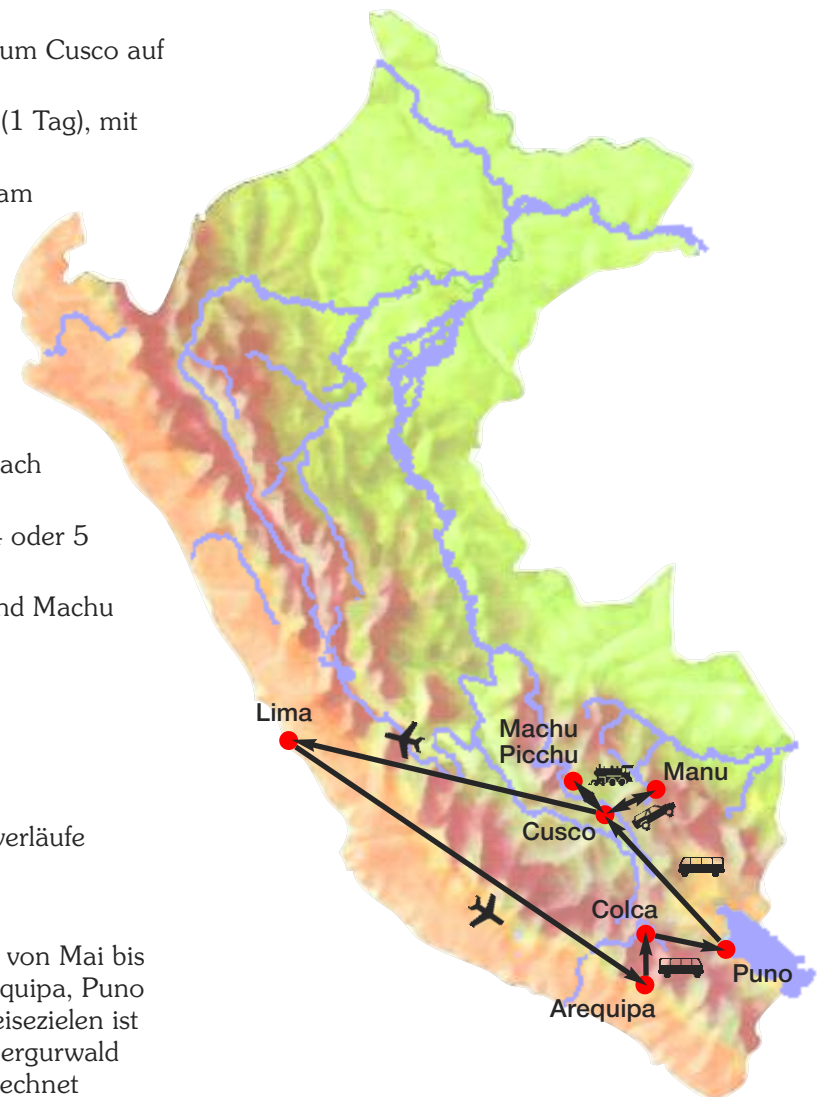 um Cusco auf
(1 Tag), mit
am
ach
oder 5
nd Machu
verläufe
von Mai bis
quipa, Puno
eisezielen ist
ergurwald
echnet
Lima
Machu
Picchu
Manu
Cusco
Colca
Puno
Arequipa